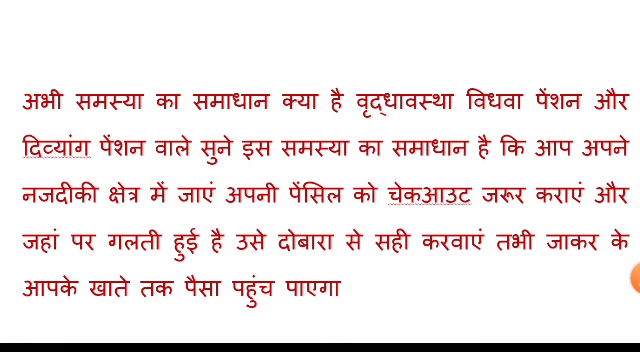 अभी समस्या का समाधान क्या है वृद्धावस्था विधवा पेंशन और
दिव्यांग पेंशन वाले सुने इस समस्या का समाधान है कि आप अपने
नजदीकी क्षेत्र में जाएं अपनी पेंसिल को चेकआउट जरूर कराएं और
जहां पर गलती हुई है उसे दोबारा से सही करवाएं तभी जाकर के
आपके खाते तक पैसा पहुंच पाएगा